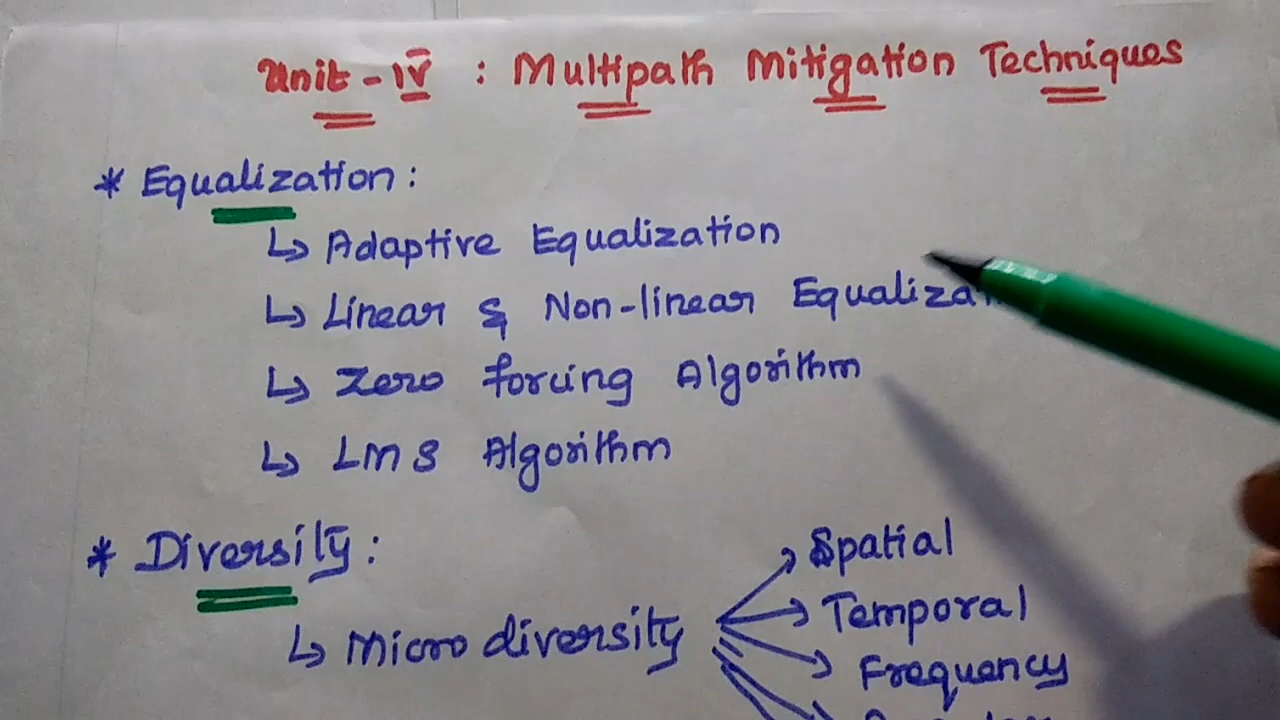 Unit-IV : Multipath Mitigation Techniques
* Equalization :
↳ Adaptive Equalization
↳ Linear & Non-linear
↳ Zero forcing Algorithm
↳ LMS Algorithm
* Diversity :
↳ Micro diversity
Spatial
Temporal
Frequency